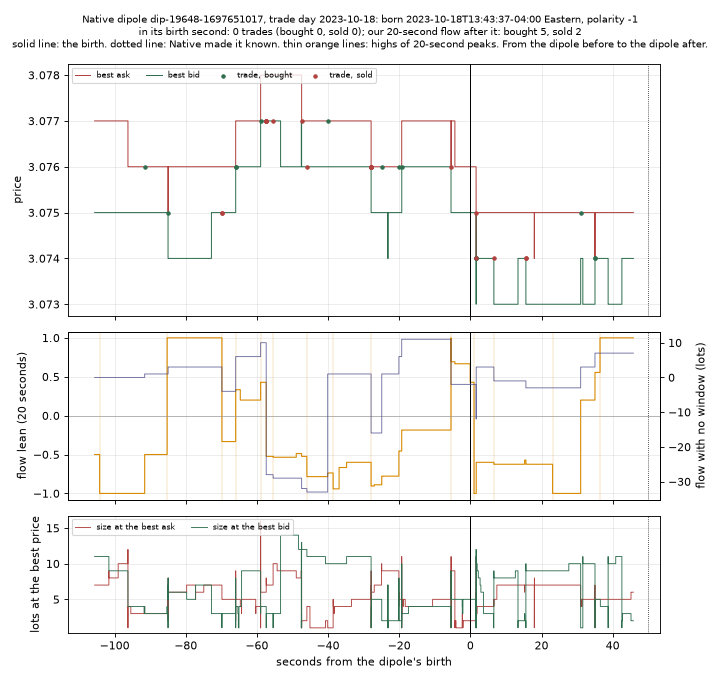 Native dipole dip-19648-1697651017, trade day 2023-10-18: born 2023-10-18T13:43:37-04:00 Eastern, polarity -1
in its birth second: 0 trades (bought 0, sold 0); our 20-second flow after it: bought 5, sold 2
solid line: the birth. dotted line: Native made it known. thin orange lines: highs of 20-second peaks. From the dipole before to the dipole after.
best ask
best bid
trade, bought
trade, sold
3.078
3.077
3.076
3.075
3.074
3.073
price
1.0
0.5
0.0
−0.5
−1.0
flow lean (20 seconds)
10
0
−10
−20
−30
flow with no window (lots)
size at the best ask
size at the best bid
15
10
5
lots at the best price
−100
−80
−60
−40
−20
0
20
40
seconds from the dipole's birth